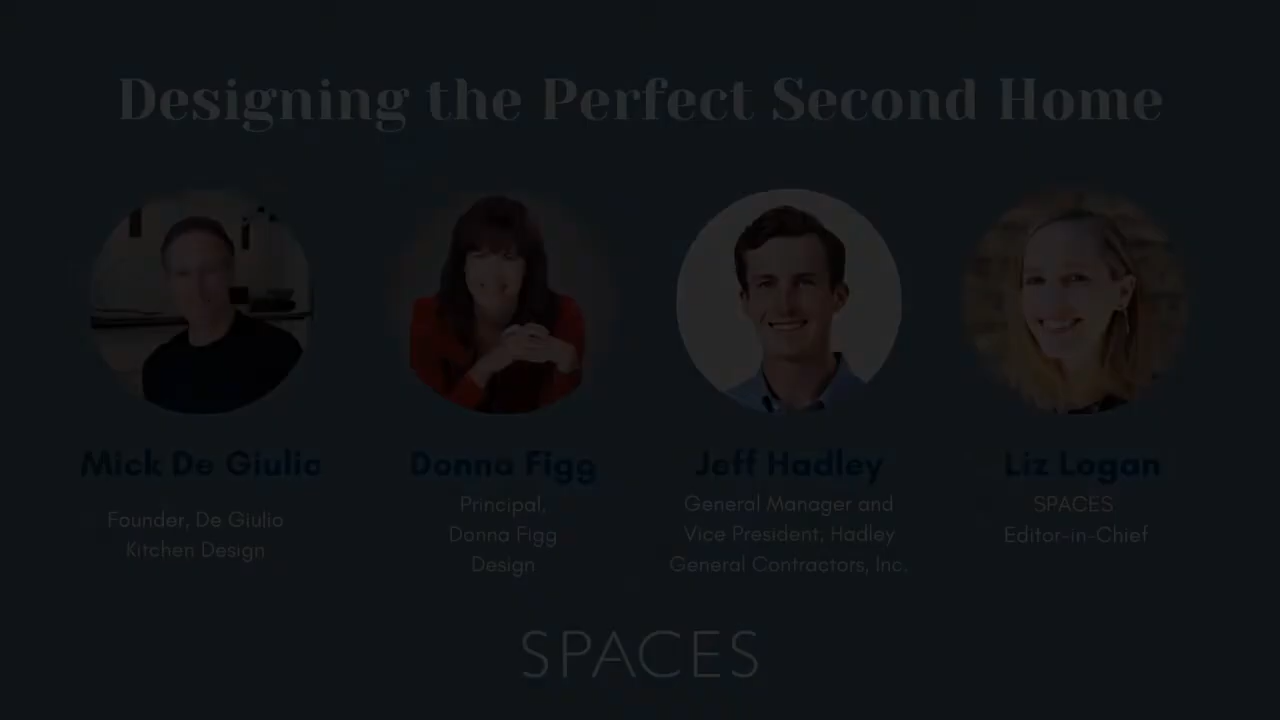 Designing the Perfect Second Home
Mick De Giulio
Founder, De Giulio
Kitchen Design
Donna Figg
Principal,
Donna Figg
Design
Jeff Hadley
General Manager and
Vice President, Hadley
General Contractors, Inc.
Liz Logan
SPACES
Editor-in-Chief
SPACES